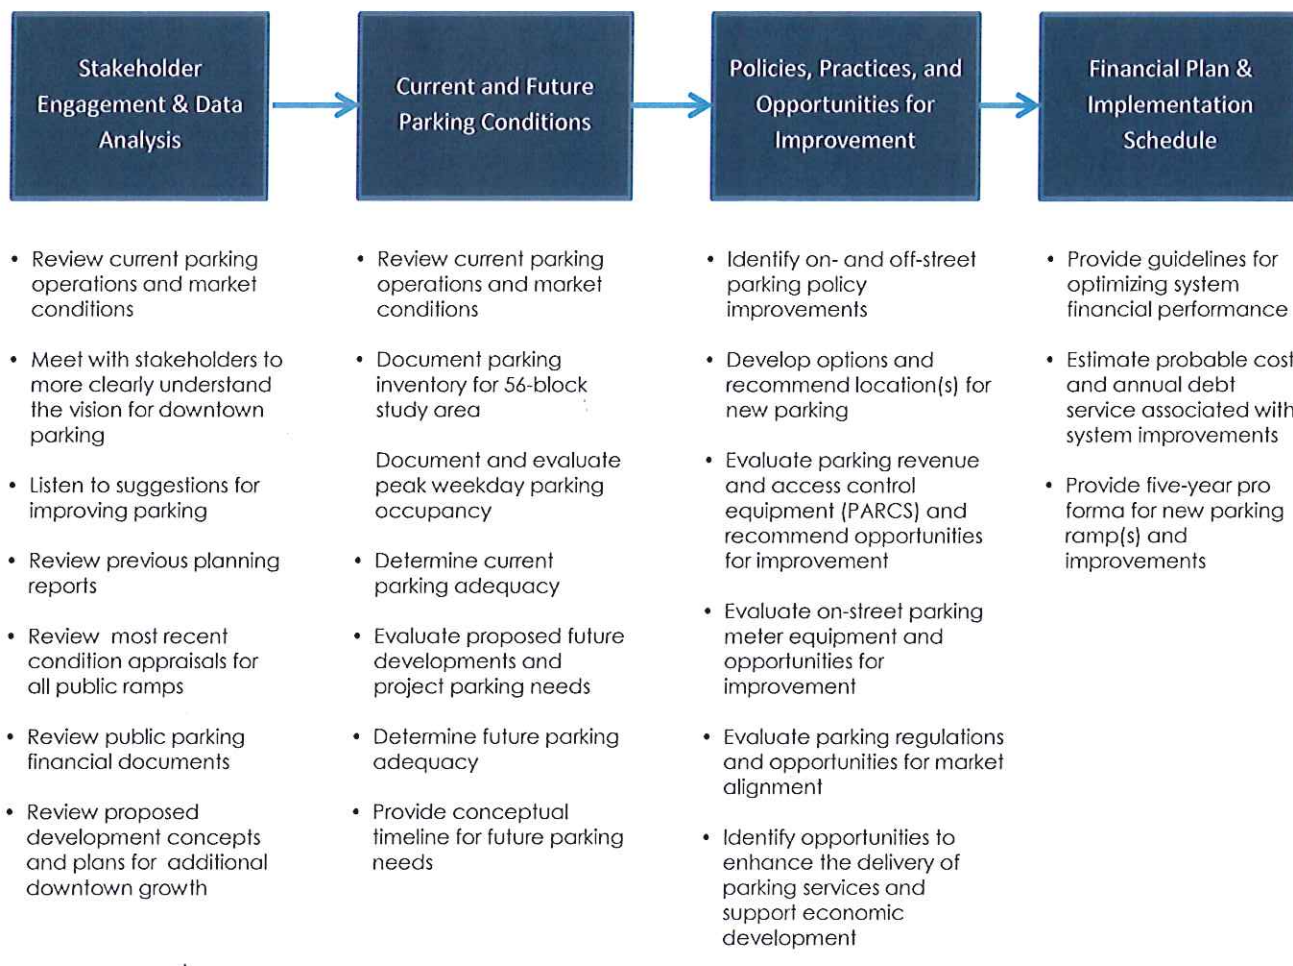 Stakeholder
Engagement & Data
Analysis
Current and Future
Parking Conditions
Policies, Practices, and
Opportunities for
Improvement
Financial Plan &
Implementation
Schedule
• Review current parking
operations and market
conditions
• Meet with stakeholders to
more clearly understand
the vision for downtown
parking
• Listen to suggestions for
improving parking
• Review previous planning
reports
• Review most recent
condition appraisals for
all public ramps
• Review public parking
financial documents
• Review proposed
development concepts
and plans for additional
downtown growth
• Review current parking
operations and market
conditions
• Document parking
inventory for 56-block
study area
Document and evaluate
peak weekday parking
occupancy
• Determine current
parking adequacy
• Evaluate proposed future
developments and
project parking needs
• Determine future parking
adequacy
• Provide conceptual
timeline for future parking
needs
• Identify on- and off-street
parking policy
improvements
• Develop options and
recommend location(s) for
new parking
• Evaluate parking revenue
and access control
equipment (PARCS) and
recommend opportunities
for improvement
• Evaluate on-street parking
meter equipment and
opportunities for
improvement
• Evaluate parking regulations
and opportunities for market
alignment
• Identify opportunities to
enhance the delivery of
parking services and
support economic
development
• Provide guidelines for
optimizing system
financial performance
• Estimate probable cost
and annual debt
service associated with
system improvements
• Provide five-year pro
forma for new parking
ramp(s) and
improvements